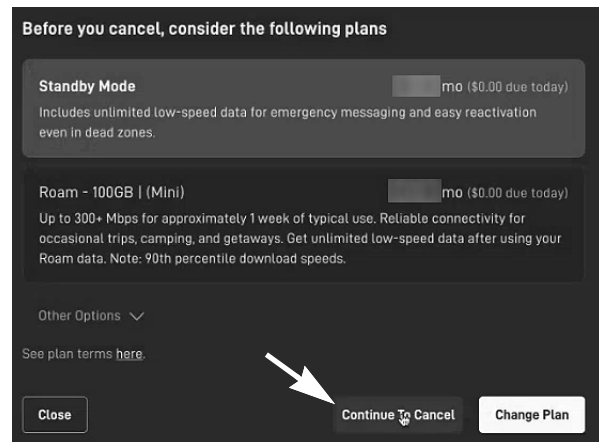 Before you cancel, consider the following plans
Standby Mode
mo ($0.00 due today)
Includes unlimited low-speed data for emergency messaging and easy reactivation
even in dead zones.
Roam - 100GB | (Mini)
mo ($0.00 due today)
Up to 300+ Mbps for approximately 1 week of typical use. Reliable connectivity for
occasional trips, camping, and getaways. Get unlimited low-speed data after using your
Roam data. Note: 90th percentile download speeds.
Other Options
See plan terms here.
Close
Continue To Cancel
Change Plan